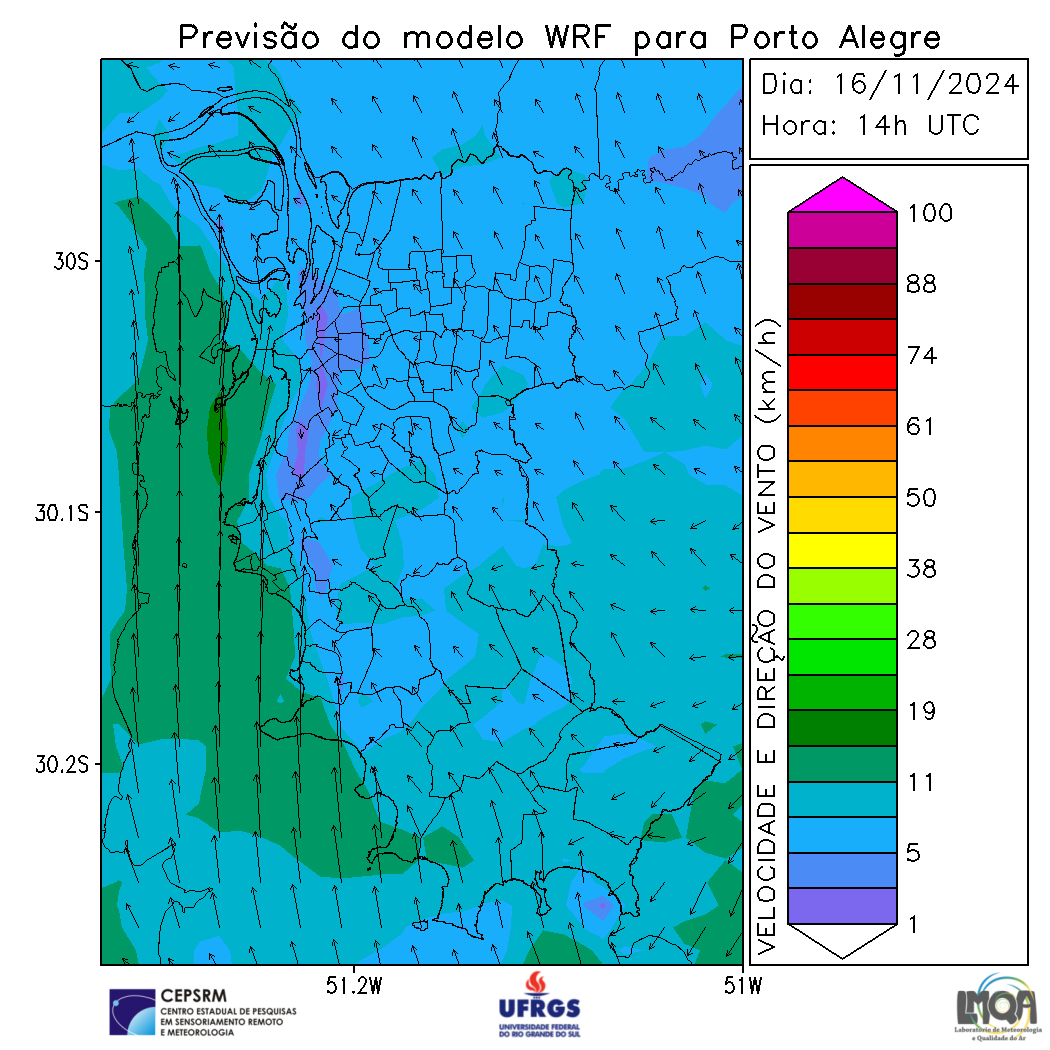 Previsão do modelo WRF para Porto Alegre
Dia: 16/11/2024
Hora: 14h UTC
30S
30.1S
30.2S
51.2W
51W
VELOCIDADE E DIREÇÃO DO VENTO (km/h)
100
88
74
61
50
38
28
19
11
5
1
CEPSRM
CENTRO ESTADUAL DE PESQUISAS
EM SENSORIAMENTO REMOTO
E METEOROLOGIA
UFRGS
UNIVERSIDADE FEDERAL
DO RIO GRANDE DO SUL
LMQA
Laboratório de Meteorologia
e Qualidade do Ar